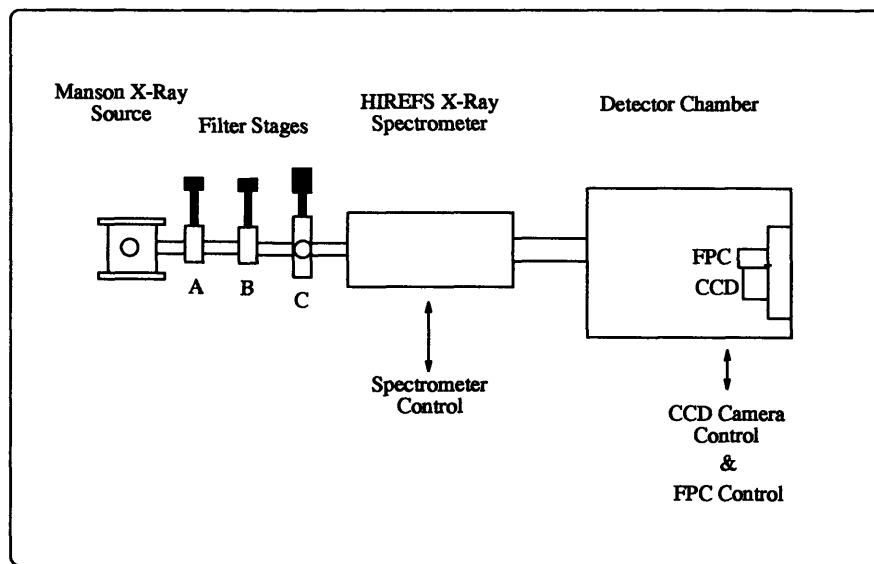 Manson X-Ray
Source
Filter Stages
HIREFS X-Ray
Spectrometer
Detector Chamber
A
B
C
FPC
CCD
Spectrometer
Control
CCD Camera
Control
&
FPC Control